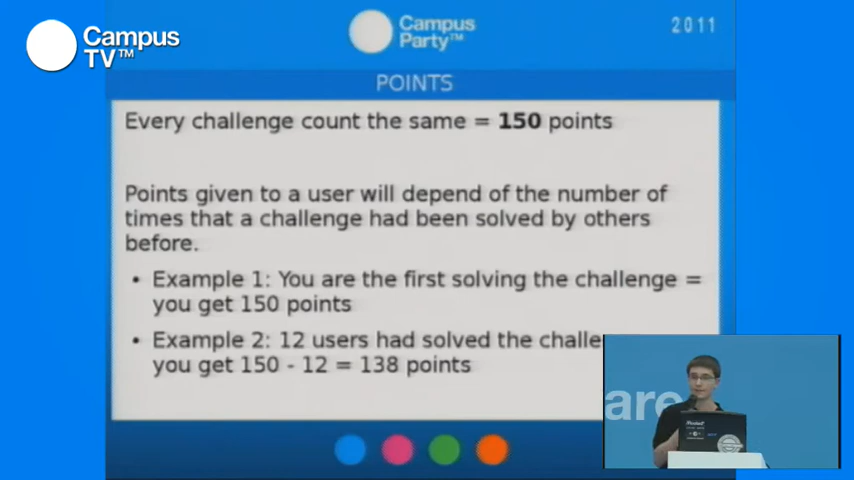 Campus
TV™
Campus
Party™
2011
POINTS
Every challenge count the same = 150 points
Points given to a user will depend of the number of
times that a challenge had been solved by others
before.
• Example 1: You are the first solving the challenge =
you get 150 points
• Example 2: 12 users had solved the challe
you get 150 - 12 = 138 points
are